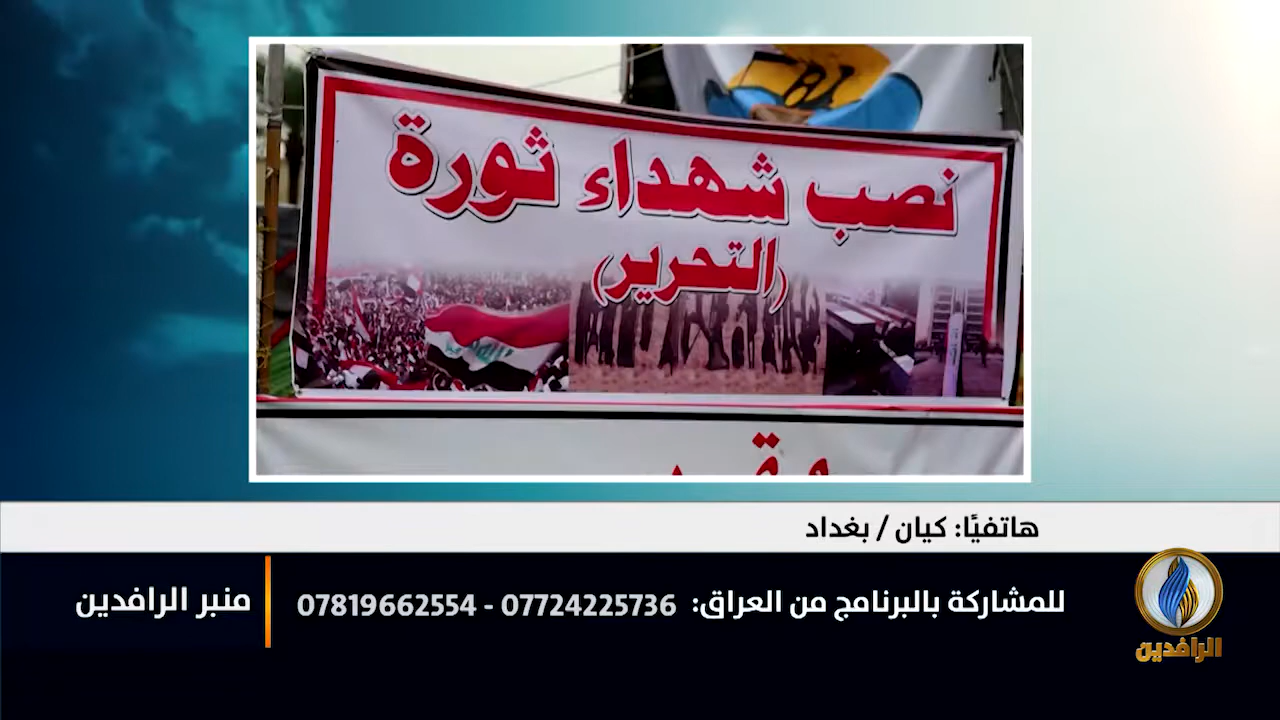 نصب شهداء ثورة
(التحرير)
هاتفيًا: كيان / بغداد
للمشاركة بالبرنامج من العراق: 07724225736 - 07819662554
منبر الرافدين
الرافدين